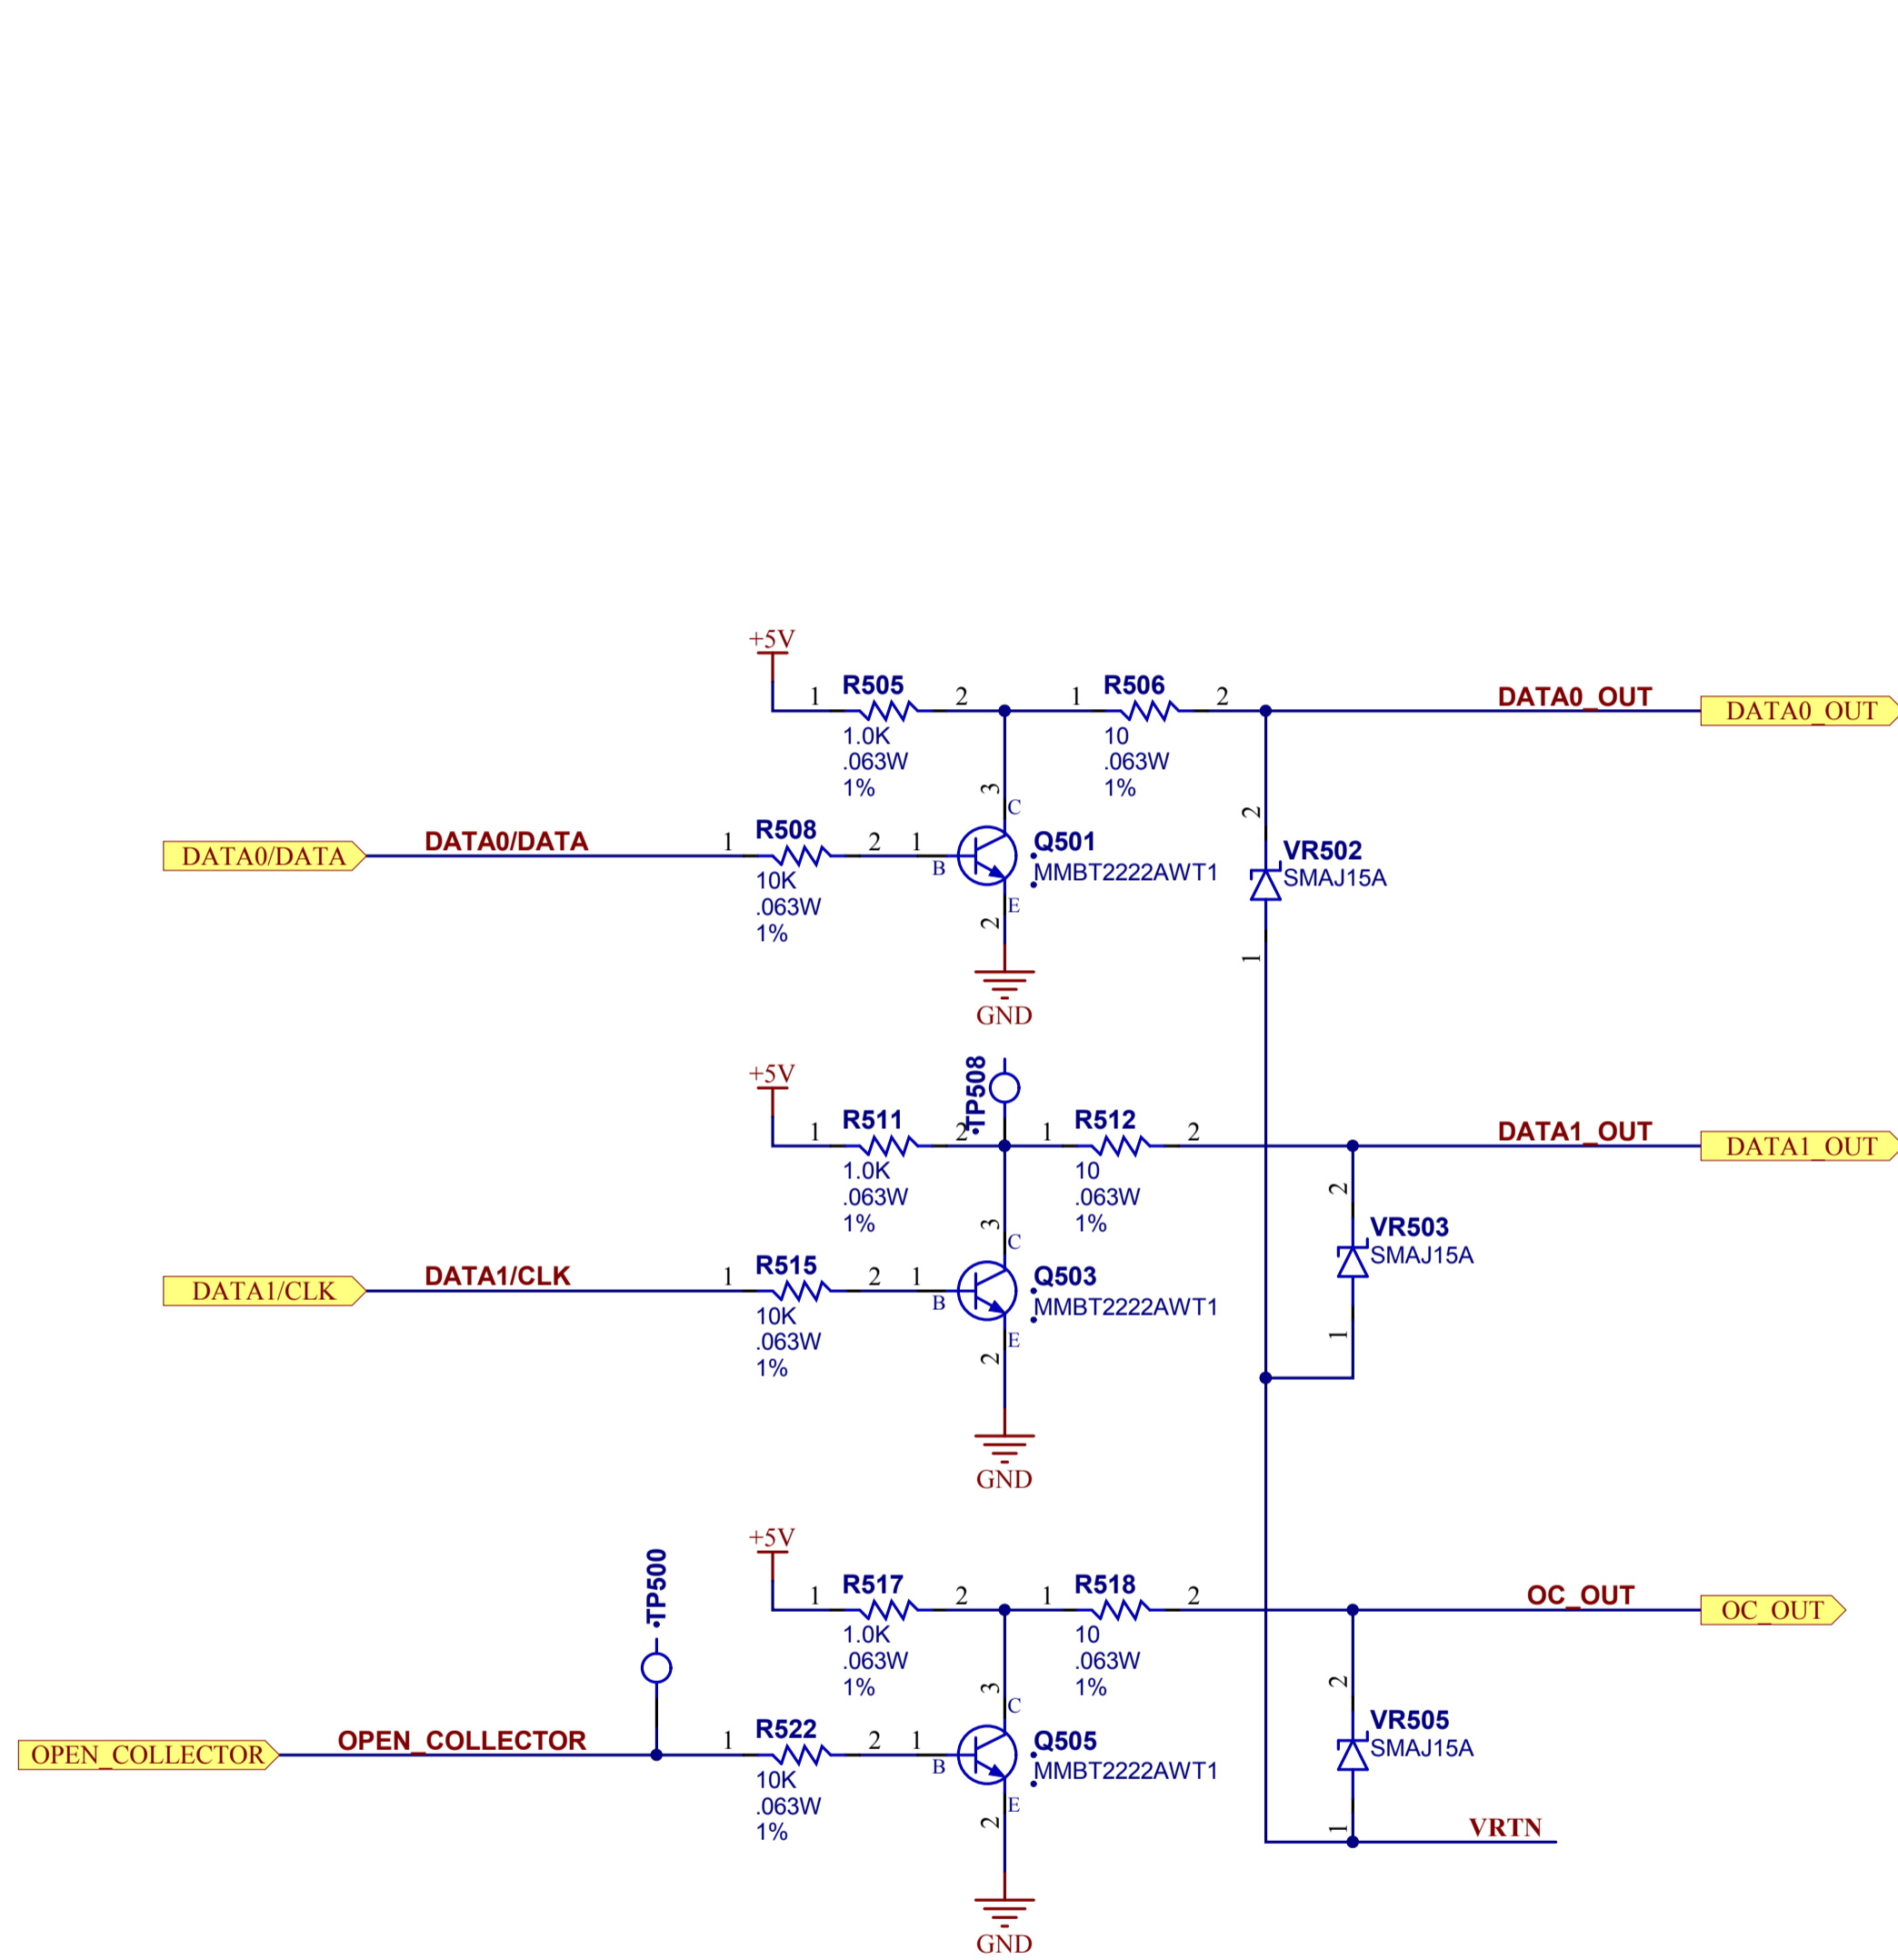 +5V
1 R505 2
1.0K
.063W
1%
1 R506 2
10
.063W
1%
DATA0_OUT
DATA0_OUT
DATA0/DATA
DATA0/DATA
1 R508 2
10K
.063W
1%
1
B
3
C
Q501
MMBT2222AWT1
E
2
GND
2
VR502
SMAJ15A
1
+5V
TP508
1 R511 2
1.0K
.063W
1%
1 R512 2
10
.063W
1%
DATA1_OUT
DATA1_OUT
DATA1/CLK
DATA1/CLK
1 R515 2
10K
.063W
1%
1
B
3
C
Q503
MMBT2222AWT1
E
2
GND
2
VR503
SMAJ15A
1
+5V
TP500
1 R517 2
1.0K
.063W
1%
1 R518 2
10
.063W
1%
OC_OUT
OC_OUT
OPEN_COLLECTOR
OPEN_COLLECTOR
1 R522 2
10K
.063W
1%
1
B
3
C
Q505
MMBT2222AWT1
E
2
GND
2
VR505
SMAJ15A
1
VRTN